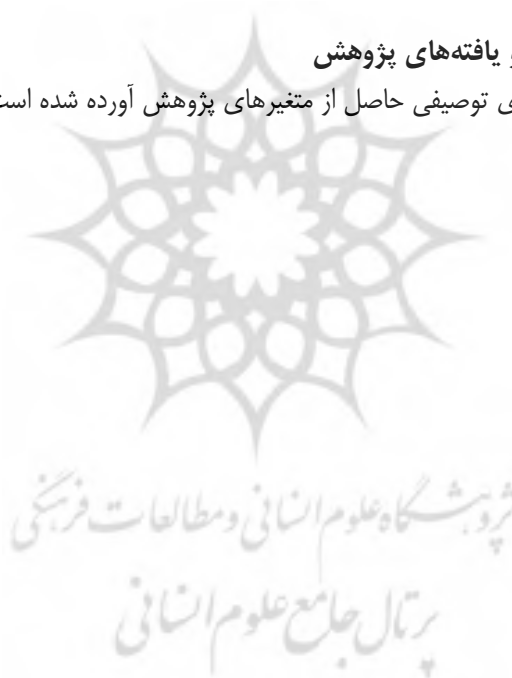 و یافته‌های پژوهش
ی توصیفی حاصل از متغیرهای پژوهش آورده شده است
پژوهشگاه علوم انسانی و مطالعات فرهنگی
پرتال جامع علوم انسانی